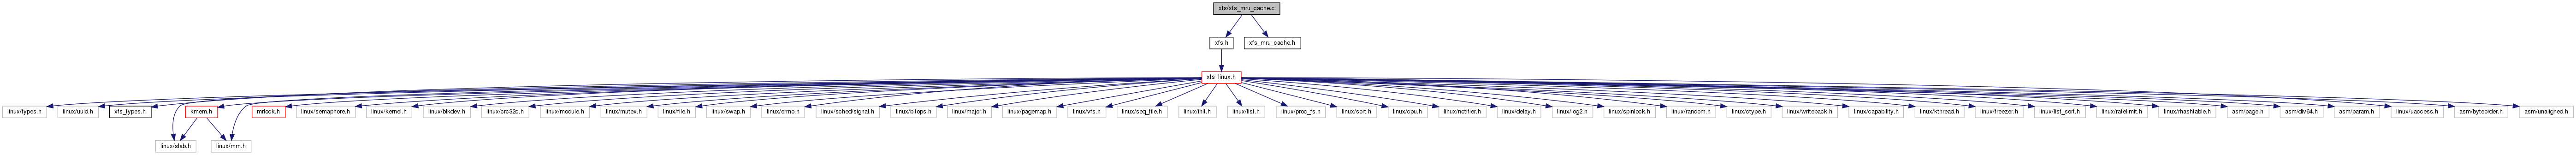 xfs/xfs_mru_cache.c
xfs.h
xfs_mru_cache.h
xfs_linux.h
linux/types.h
linux/uuid.h
xfs_types.h
kmem.h
mrlock.h
linux/semaphore.h
linux/kernel.h
linux/blkdev.h
linux/crc32c.h
linux/module.h
linux/mutex.h
linux/file.h
linux/swap.h
linux/errno.h
linux/sched/signal.h
linux/bitops.h
linux/major.h
linux/pagemap.h
linux/vfs.h
linux/seq_file.h
linux/init.h
linux/list.h
linux/proc_fs.h
linux/sort.h
linux/cpu.h
linux/notifier.h
linux/delay.h
linux/log2.h
linux/spinlock.h
linux/random.h
linux/ctype.h
linux/writeback.h
linux/capability.h
linux/kthread.h
linux/freezer.h
linux/list_sort.h
linux/ratelimit.h
linux/rhashtable.h
asm/page.h
asm/div64.h
asm/param.h
linux/uaccess.h
asm/byteorder.h
asm/unaligned.h
linux/slab.h
linux/mm.h